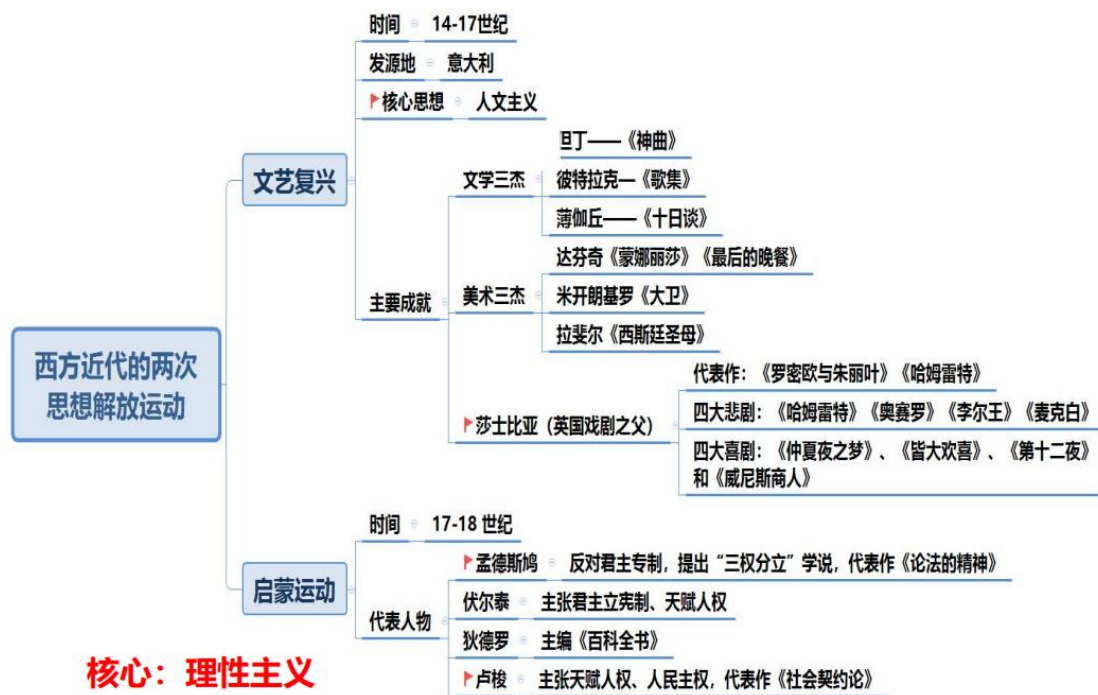 西方近代的两次
思想解放运动
文艺复兴
时间
14-17世纪
发源地
意大利
核心思想
人文主义
主要成就
文学三杰
但丁——《神曲》
彼特拉克—《歌集》
薄伽丘——《十日谈》
美术三杰
达芬奇《蒙娜丽莎》《最后的晚餐》
米开朗基罗《大卫》
拉斐尔《西斯廷圣母》
莎士比亚（英国戏剧之父）
代表作：《罗密欧与朱丽叶》《哈姆雷特》
四大悲剧：《哈姆雷特》《奥赛罗》《李尔王》《麦克白》
四大喜剧：《仲夏夜之梦》、《皆大欢喜》、《第十二夜》
和《威尼斯商人》
启蒙运动
时间
17-18 世纪
代表人物
孟德斯鸠
反对君主专制，提出“三权分立”学说，代表作《论法的精神》
伏尔泰
主张君主立宪制、天赋人权
狄德罗
主编《百科全书》
卢梭
主张天赋人权、人民主权，代表作《社会契约论》
核心：理性主义